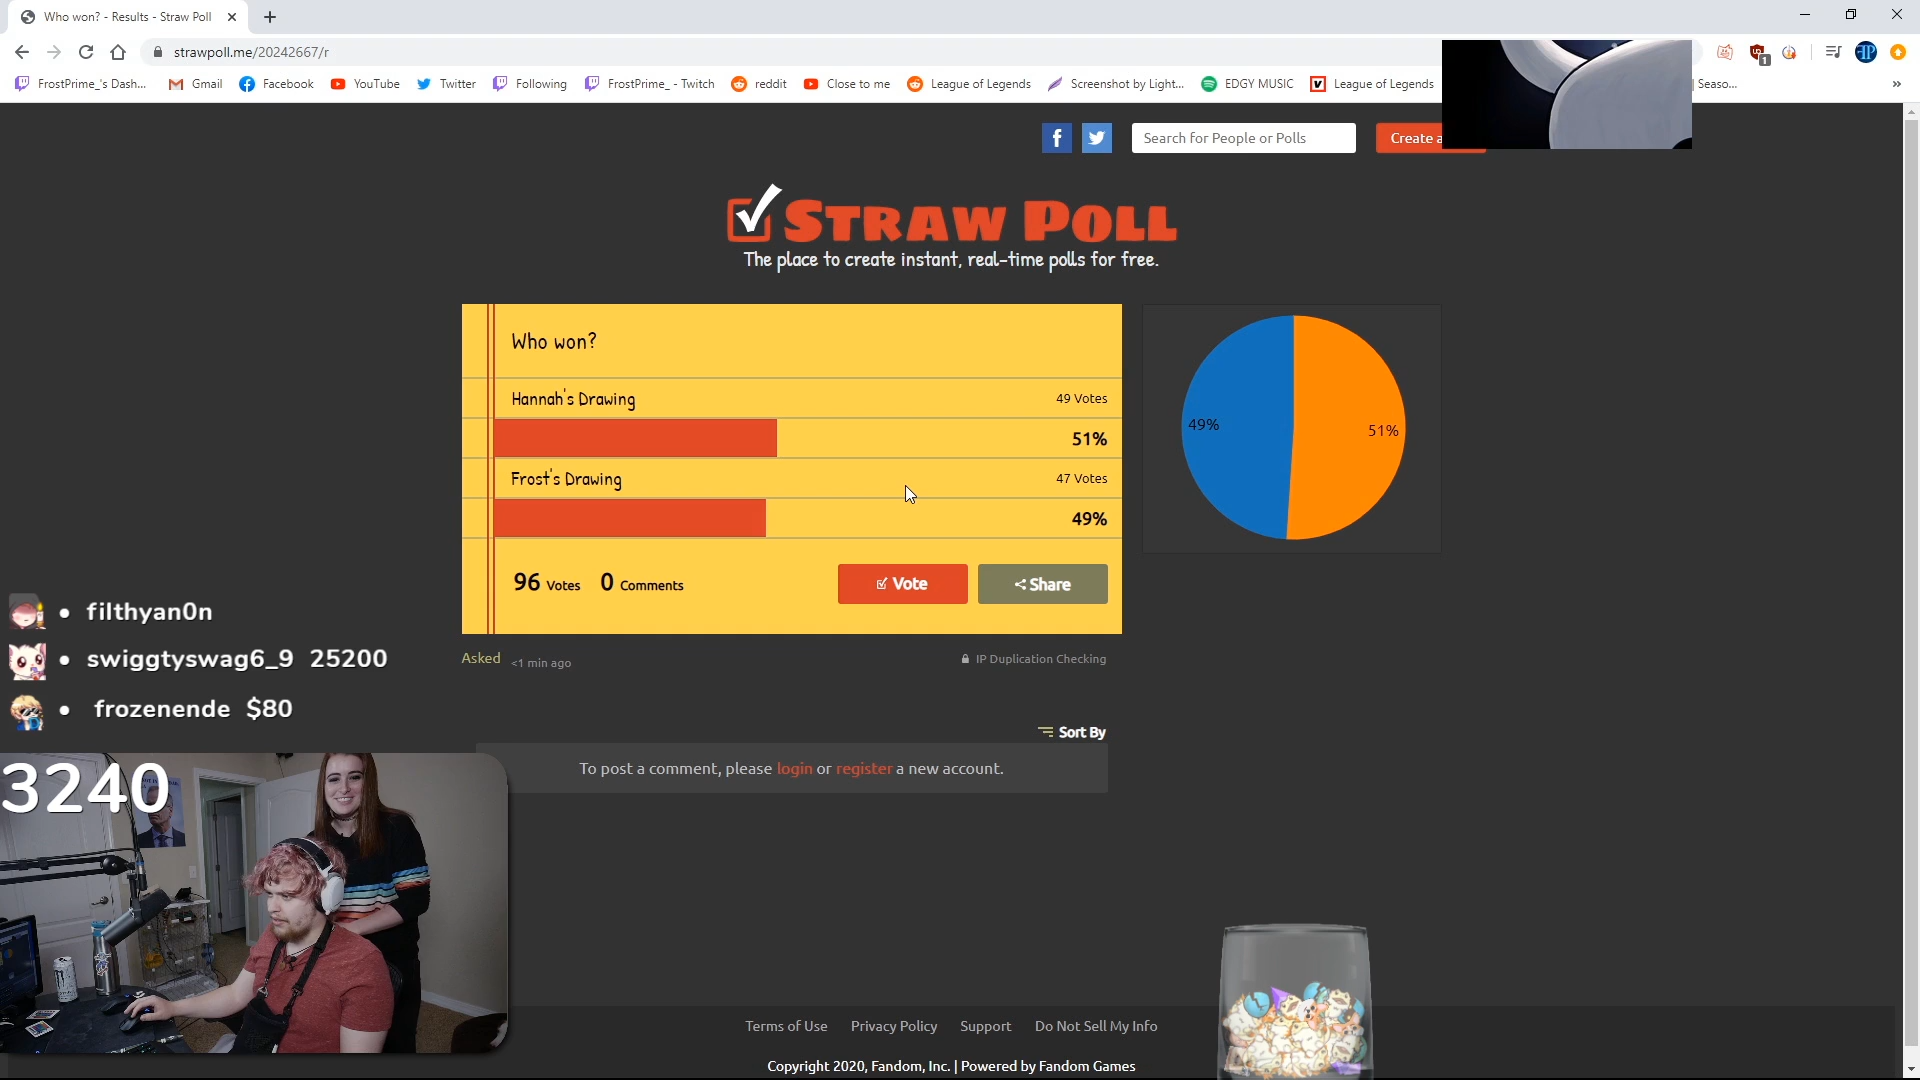 Who won? - Results - Straw Poll
strawpoll.me/20242667/r
FrostPrime_'s Dash...
Gmail
Facebook
YouTube
Twitter
Following
FrostPrime_ - Twitch
reddit
Close to me
League of Legends
Screenshot by Light...
EDGY MUSIC
League of Legends
Seaso...
Search for People or Polls
Create a
STRAW POLL
The place to create instant, real-time polls for free.
Who won?
Hannah's Drawing
49 Votes
51%
Frost's Drawing
47 Votes
49%
96 Votes
0 Comments
Vote
Share
49%
51%
Asked <1 min ago
IP Duplication Checking
Sort By
To post a comment, please login or register a new account.
• filthyan0n
• swiggtyswag6_9 25200
• frozenende $80
3240
Terms of Use
Privacy Policy
Support
Do Not Sell My Info
Copyright 2020, Fandom, Inc. | Powered by Fandom Games